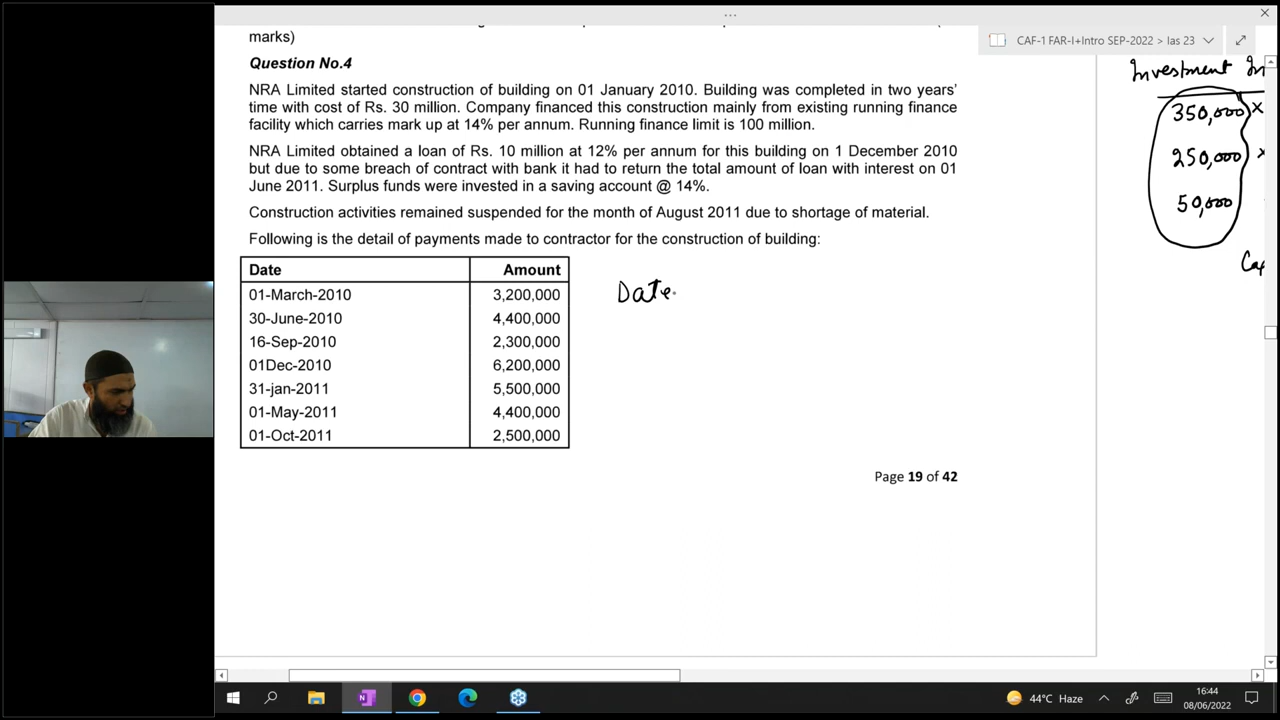 marks)
CAF-1 FAR-I+Intro SEP-2022 > Ias 23
Question No.4
NRA Limited started construction of building on 01 January 2010. Building was completed in two years'
time with cost of Rs. 30 million. Company financed this construction mainly from existing running finance
facility which carries mark up at 14% per annum. Running finance limit is 100 million.
NRA Limited obtained a loan of Rs. 10 million at 12% per annum for this building on 1 December 2010
but due to some breach of contract with bank it had to return the total amount of loan with interest on 01
June 2011. Surplus funds were invested in a saving account @ 14%.
Construction activities remained suspended for the month of August 2011 due to shortage of material.
Following is the detail of payments made to contractor for the construction of building:
Date Amount
01-March-2010 3,200,000
30-June-2010 4,400,000
16-Sep-2010 2,300,000
01Dec-2010 6,200,000
31-jan-2011 5,500,000
01-May-2011 4,400,000
01-Oct-2011 2,500,000
Date
Page 19 of 42
Investment In
350,000 x
250,000 x
50,000
Cap
44°C Haze
16:44
08/06/2022